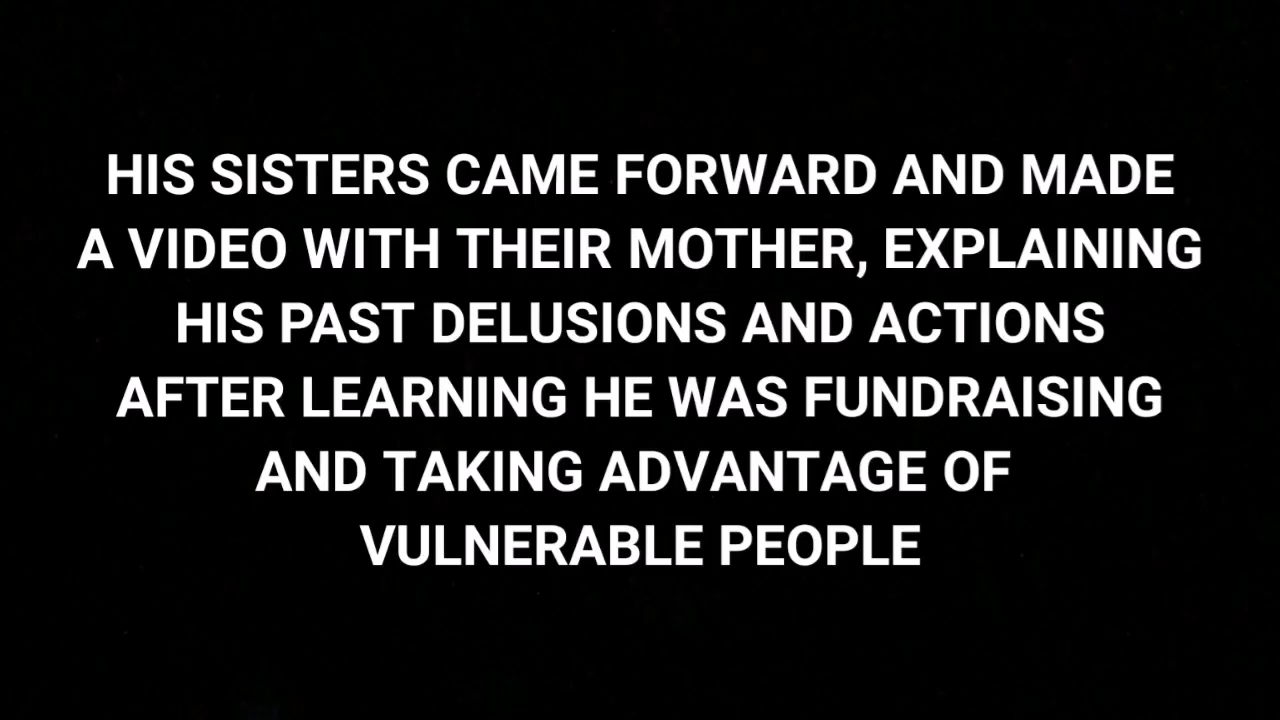 HIS SISTERS CAME FORWARD AND MADE
A VIDEO WITH THEIR MOTHER, EXPLAINING
HIS PAST DELUSIONS AND ACTIONS
AFTER LEARNING HE WAS FUNDRAISING
AND TAKING ADVANTAGE OF
VULNERABLE PEOPLE